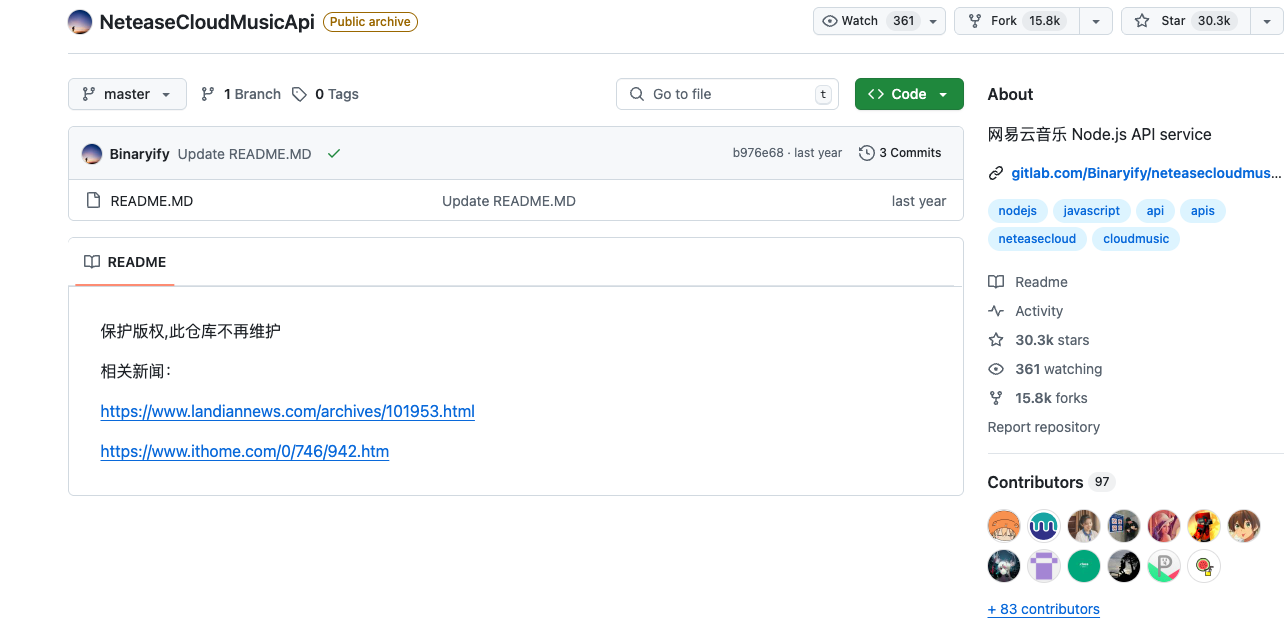 NeteaseCloudMusicApi Public archive Watch 361 Fork 15.8k Star 30.3k
master 1 Branch 0 Tags Go to file t Code
Binaryify Update README.MD b976e68 · last year 3 Commits
README.MD Update README.MD last year
README
保护版权,此仓库不再维护
相关新闻：
https://www.landiannews.com/archives/101953.html
https://www.ithome.com/0/746/942.htm
About
网易云音乐 Node.js API service
gitlab.com/Binaryify/neteasecloudmus...
nodejs javascript api apis
neteasecloud cloudmusic
Readme
Activity
30.3k stars
361 watching
15.8k forks
Report repository
Contributors 97
+ 83 contributors